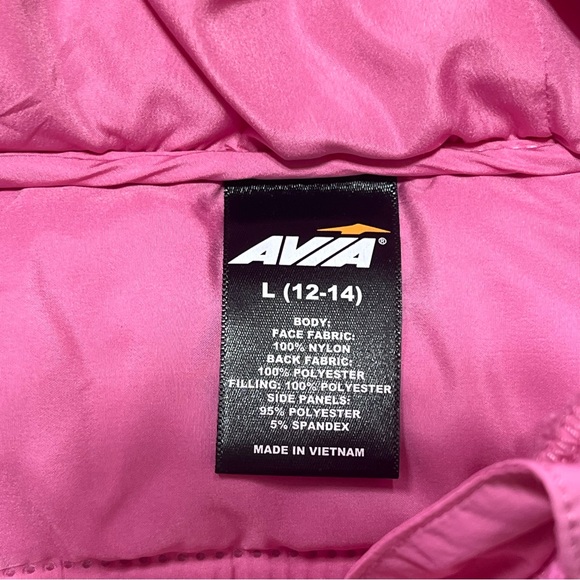 AVIA®
L (12-14)
BODY:
FACE FABRIC:
100% NYLON
BACK FABRIC:
100% POLYESTER
FILLING: 100% POLYESTER
SIDE PANELS:
95% POLYESTER
5% SPANDEX
MADE IN VIETNAM